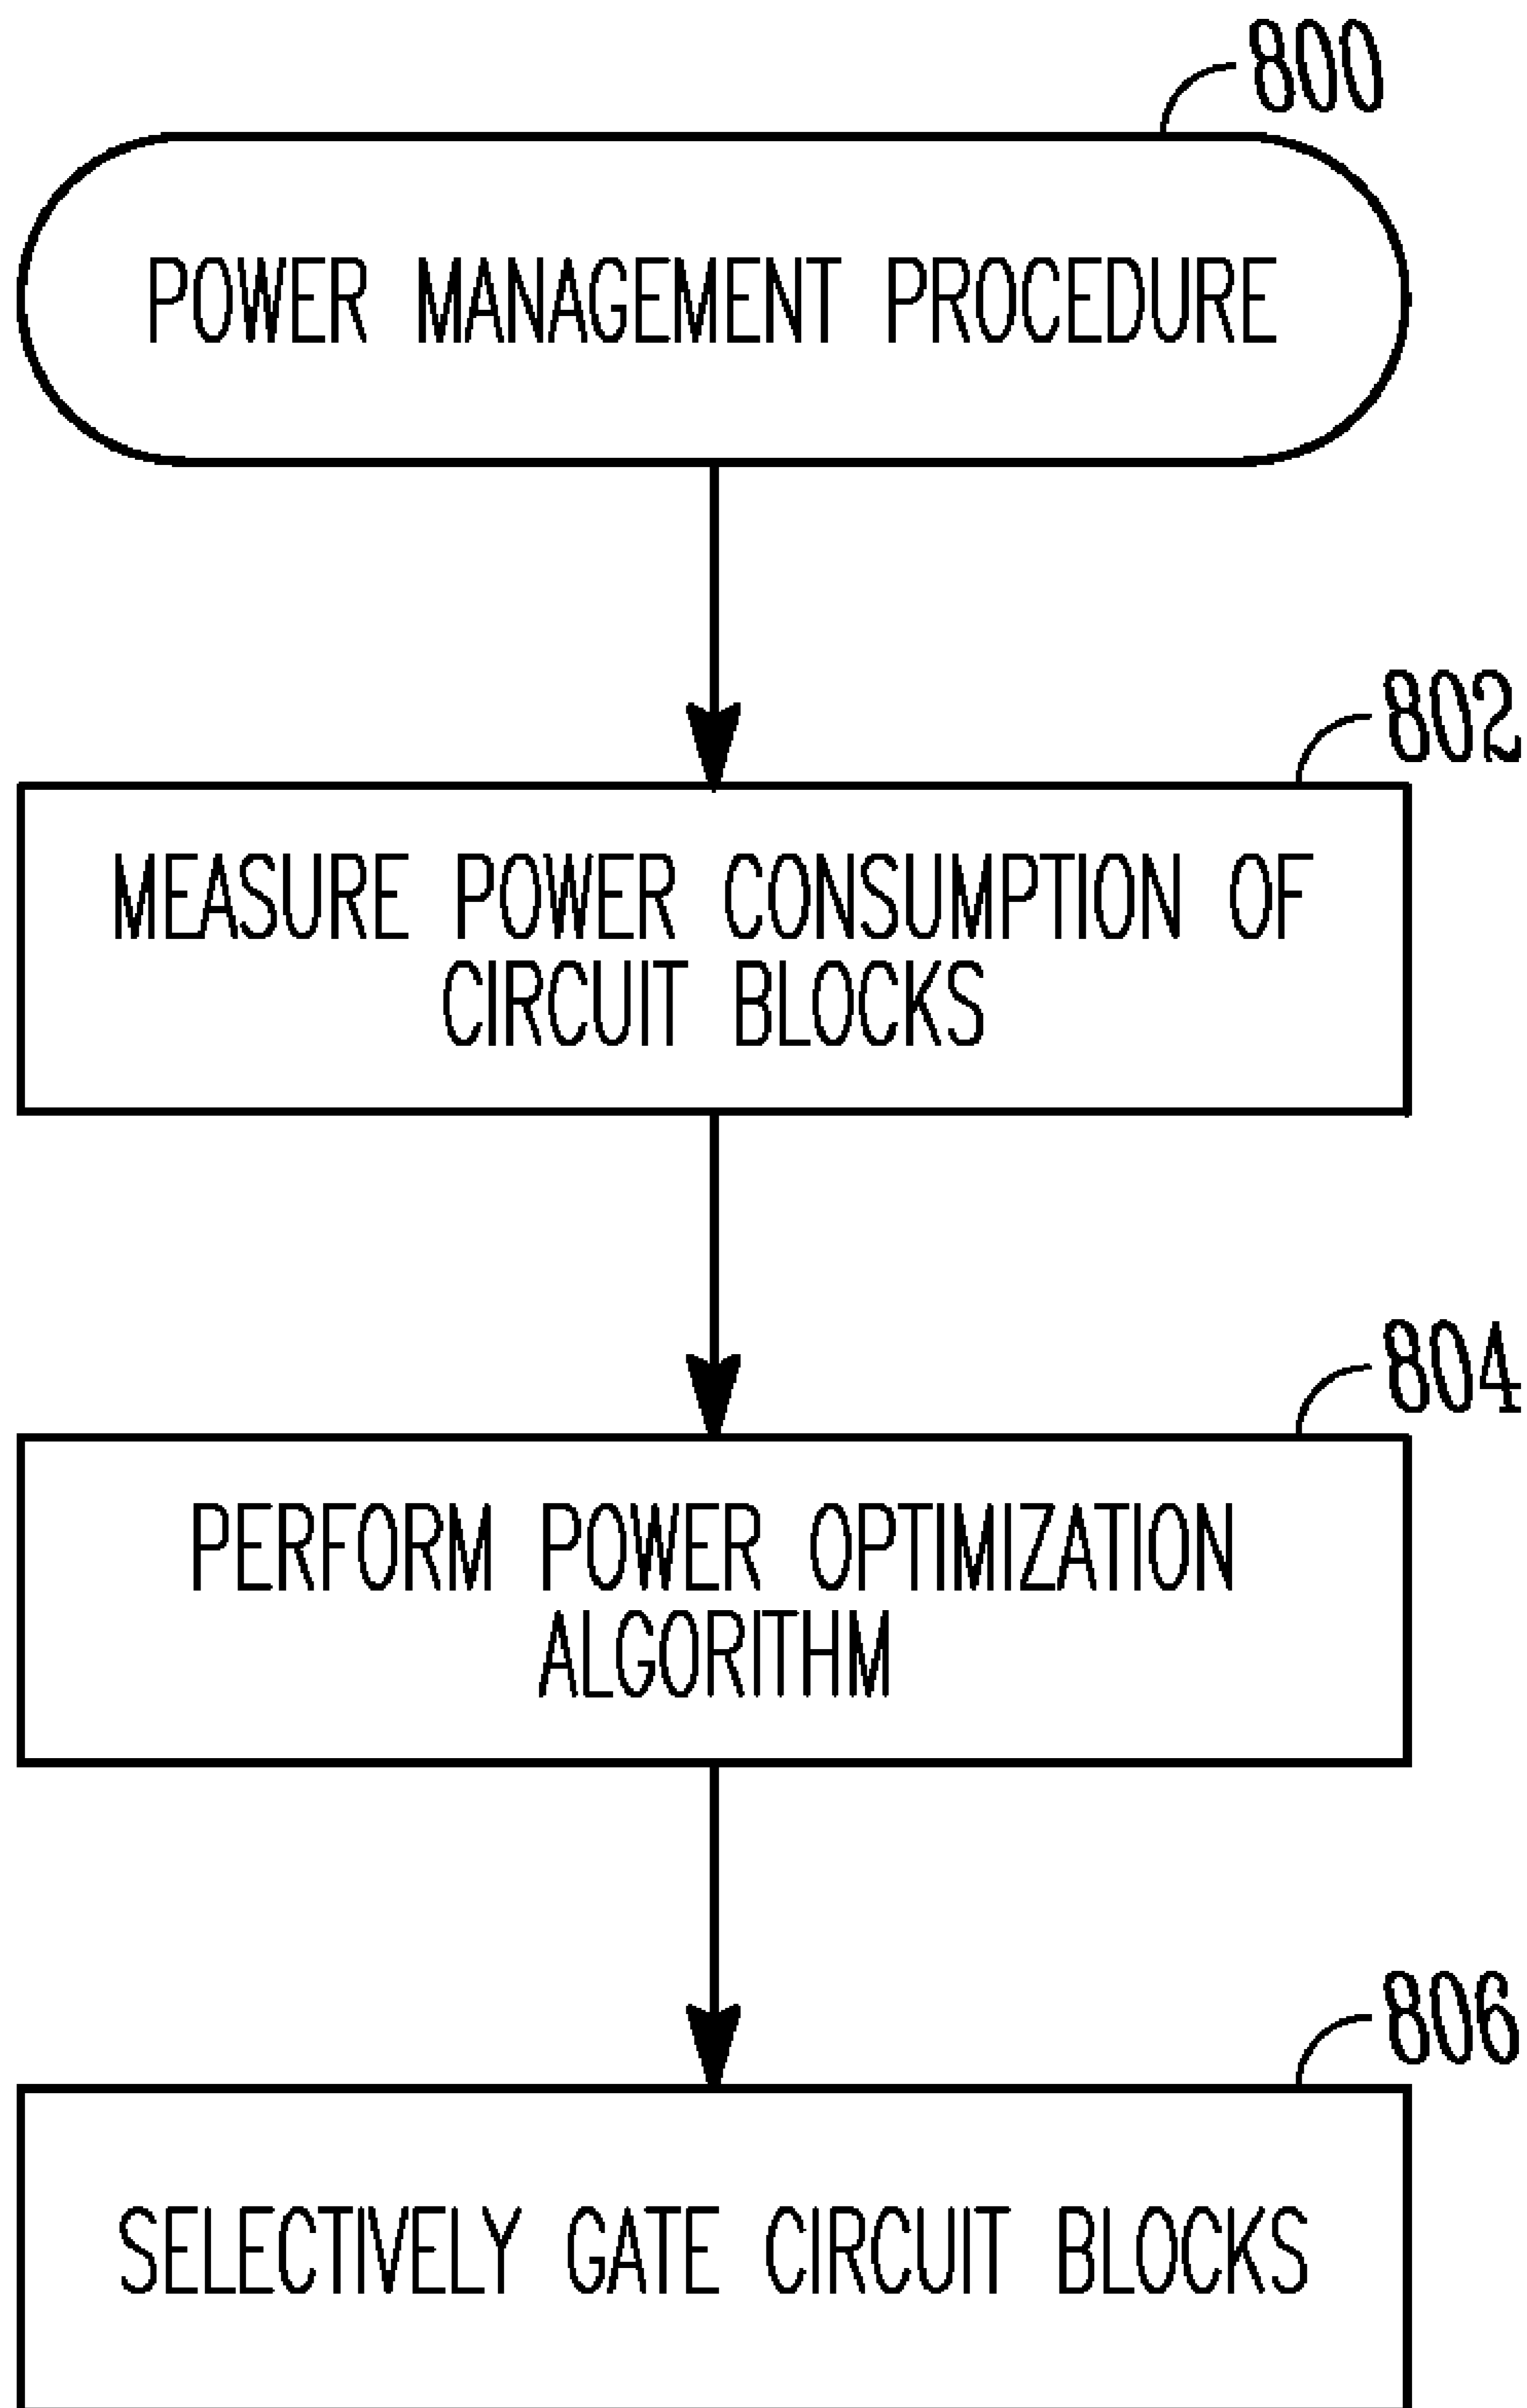 800
POWER MANAGEMENT PROCEDURE
802
MEASURE POWER CONSUMPTION OF
CIRCUIT BLOCKS
804
PERFORM POWER OPTIMIZATION
ALGORITHM
806
SELECTIVELY GATE CIRCUIT BLOCKS